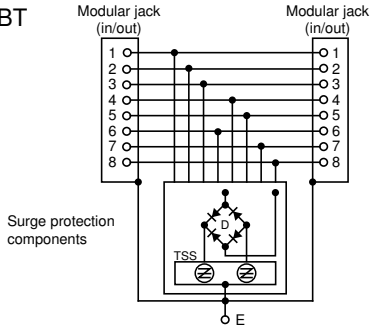 BT
Modular jack
(in/out)
Modular jack
(in/out)
1 1
2 2
3 3
4 4
5 5
6 6
7 7
8 8
Surge protection
components
D
TSS
E